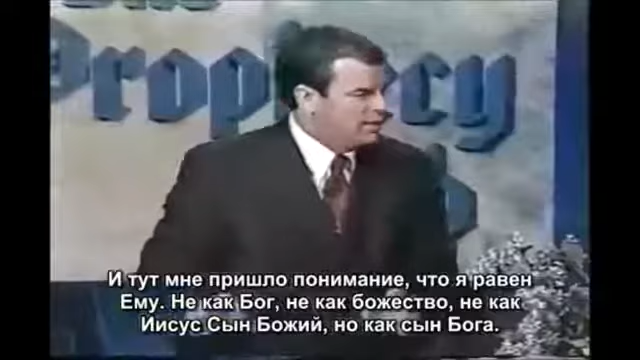 Prophecy
И тут мне пришло понимание, что я равен
Ему. Не как Бог, не как божество, не как
Йисус Сын Божий, но как сын Бога.